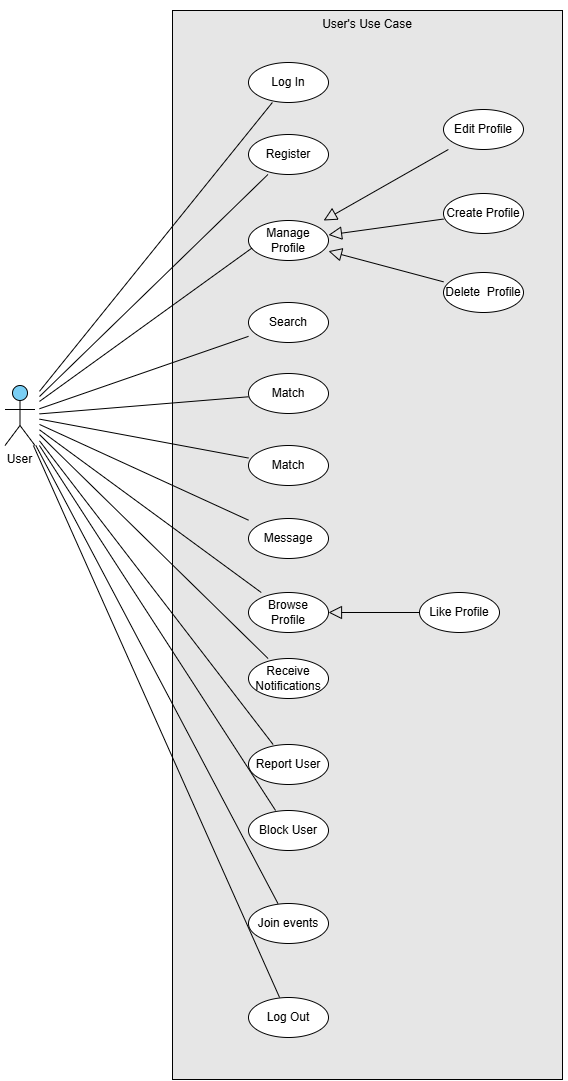 User's Use Case
Log In
Edit Profile
Register
Create Profile
Manage
Profile
Delete  Profile
Search
Match
User
Match
Message
Browse
Profile
Like Profile
Receive
Notifications
Report User
Block User
Join events
Log Out